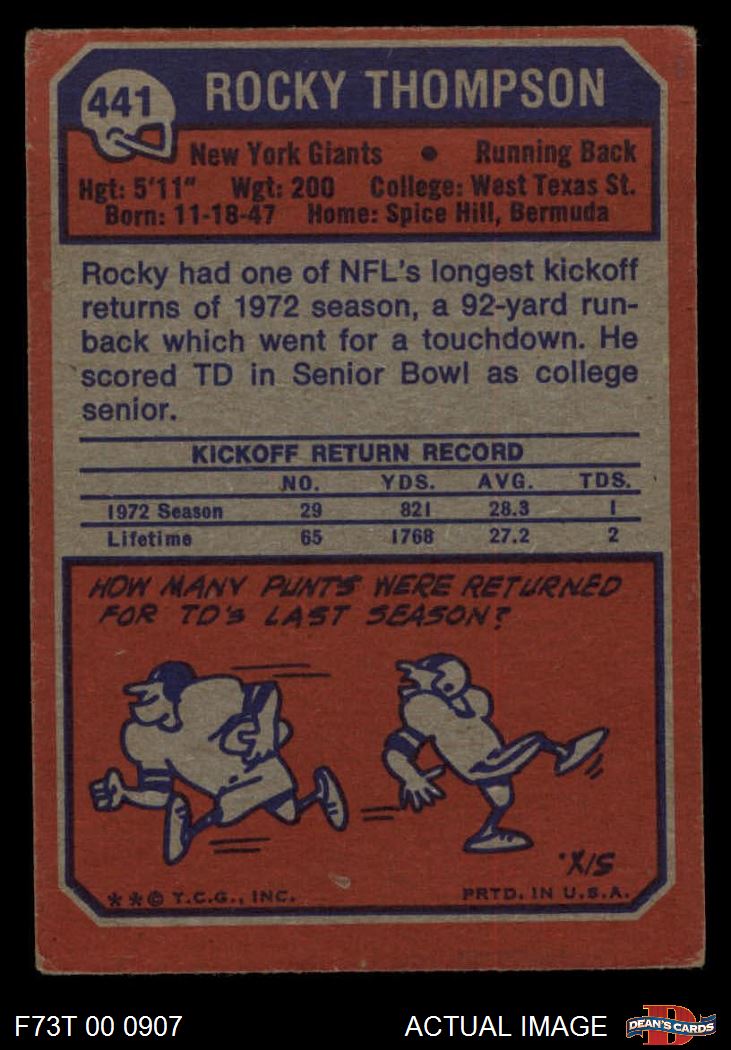 441 ROCKY THOMPSON
New York Giants • Running Back
Hgt: 5'11" Wgt: 200 College: West Texas St.
Born: 11-18-47 Home: Spice Hill, Bermuda
Rocky had one of NFL's longest kickoff
returns of 1972 season, a 92-yard run-
back which went for a touchdown. He
scored TD in Senior Bowl as college
senior.
KICKOFF RETURN RECORD
NO. YDS. AVG. TDS.
1972 Season 29 821 28.3 1
Lifetime 65 1768 27.2 2
HOW MANY PUNTS WERE RETURNED
FOR TD'S LAST SEASON?
**© Y.C.G., INC. PRTD. IN U.S.A.
F73T 00 0907 ACTUAL IMAGE DEAN'S CARDS